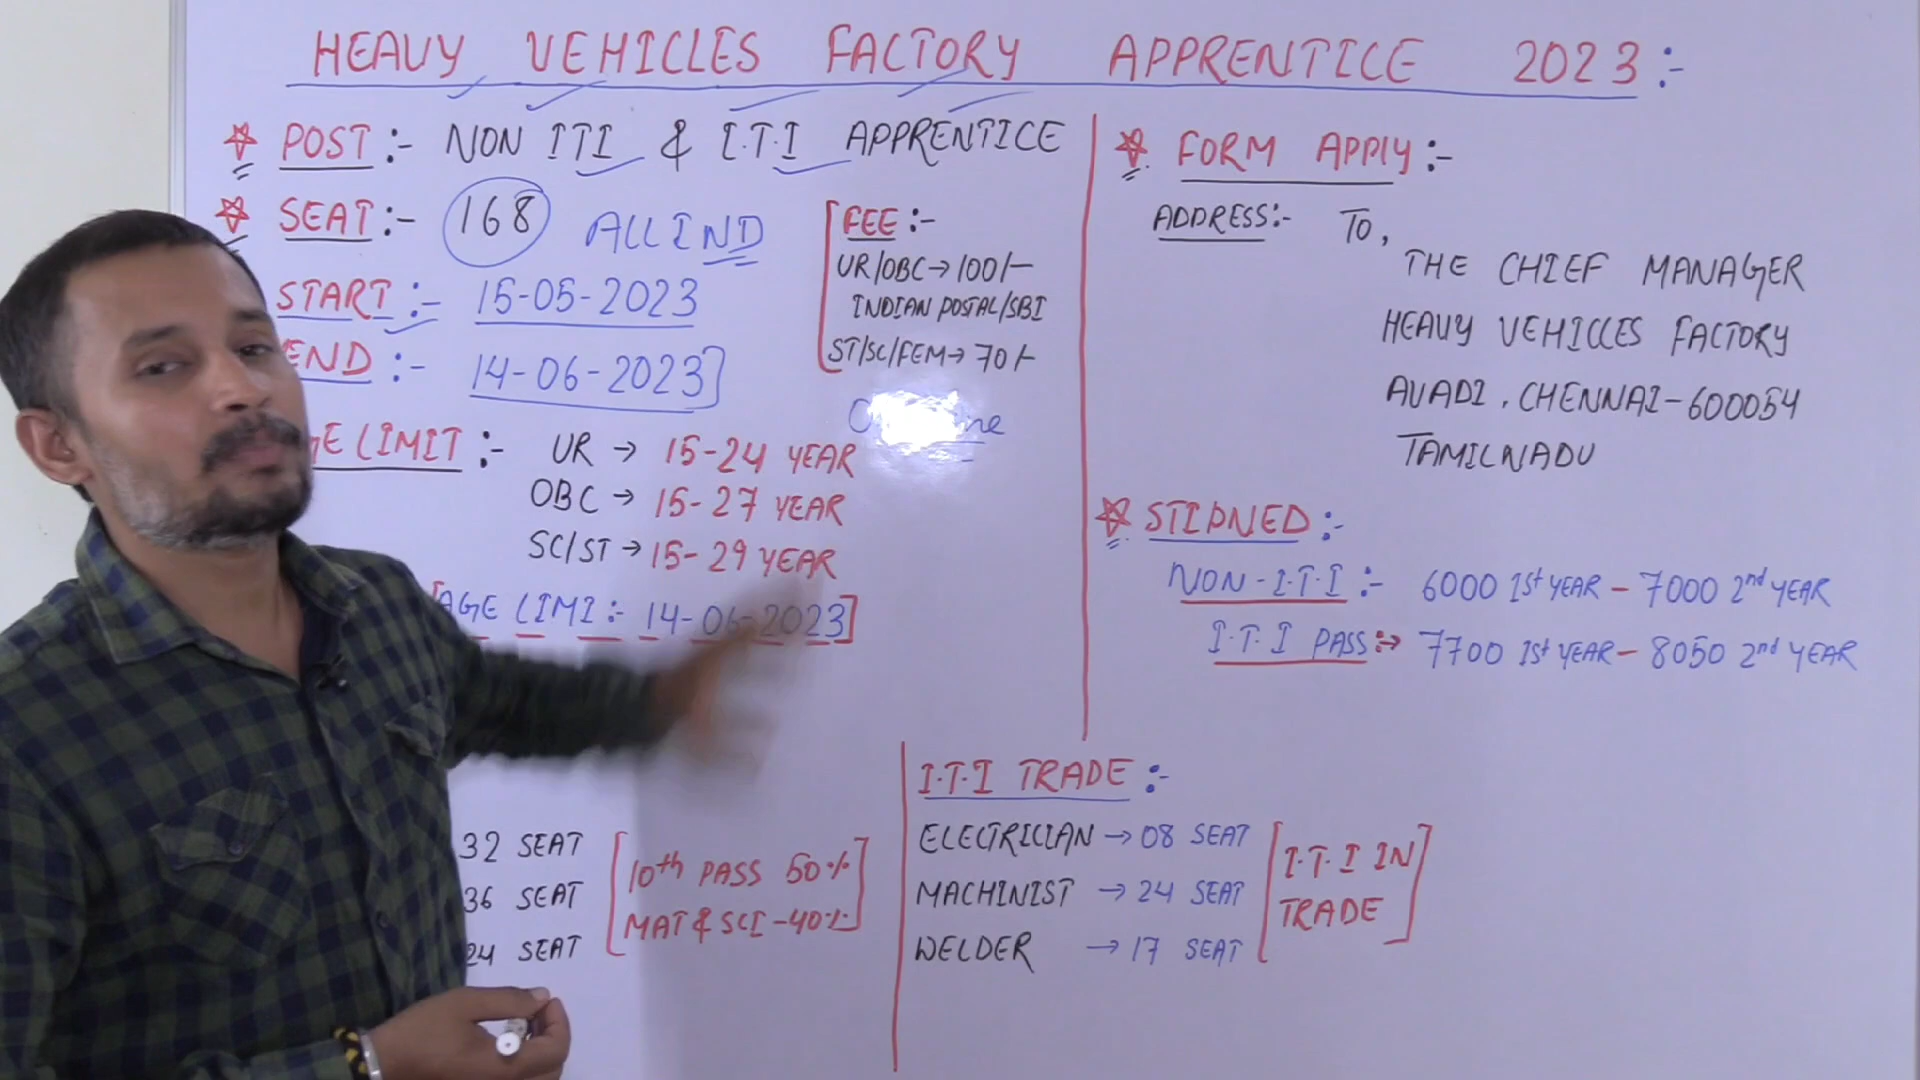 HEAVY VEHICLES FACTORY APPRENTICE 2023:-
POST:- NON ITI & I.T.I APPRENTICE
SEAT:- 168 ALL IND
START:- 15-05-2023
END:- 14-06-2023
FEE:-
UR/OBC→100/-
INDIAN POSTAL/SBI
ST/SC/FEM→70/-
LIMIT:- UR → 15-24 YEAR
OBC → 15-27 YEAR
SC/ST → 15-29 YEAR
[AGE LIMI:- 14-06-2023]
32 SEAT
36 SEAT
24 SEAT
[10th PASS 50%
MAT & SCI-40%]
FORM APPLY:-
ADDRESS:- TO,
THE CHIEF MANAGER
HEAVY VEHICLES FACTORY
AVADI, CHENNAI-600054
TAMILNADU
STIPNED:-
NON-I.T.I:- 6000 1st YEAR - 7000 2nd YEAR
I.T.I PASS:→ 7700 1st YEAR - 8050 2nd YEAR
I.T.I TRADE:-
ELECTRICIAN → 08 SEAT
MACHINIST → 24 SEAT
WELDER → 17 SEAT
[I.T.I IN
TRADE]